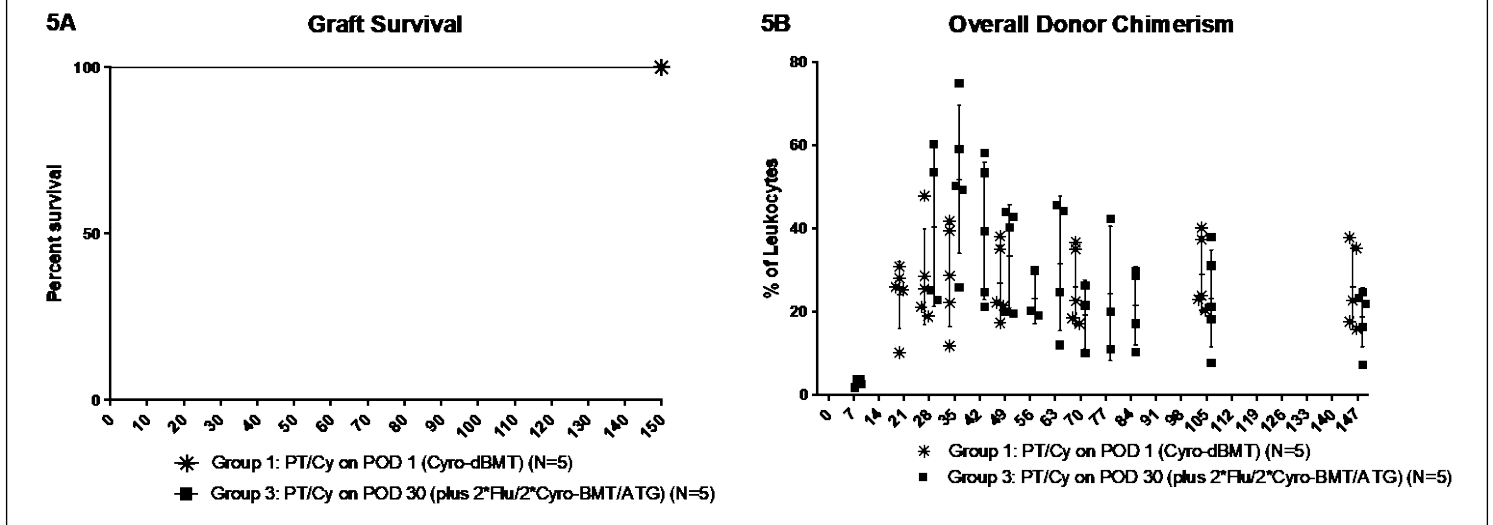 5A
Graft Survival
Percent survival
100
50
0
0 10 20 30 40 50 60 70 80 90 100 110 120 130 140 150
Group 1: PT/Cy on POD 1 (Cyro-dBMT) (N=5)
Group 3: PT/Cy on POD 30 (plus 2*Flu/2*Cyro-BMT/ATG) (N=5)
5B
Overall Donor Chimerism
% of Leukocytes
80
60
40
20
0
0 7 14 21 28 35 42 49 56 63 70 77 84 91 98 105 112 119 126 133 140 147
Group 1: PT/Cy on POD 1 (Cyro-dBMT) (N=5)
Group 3: PT/Cy on POD 30 (plus 2*Flu/2*Cyro-BMT/ATG) (N=5)